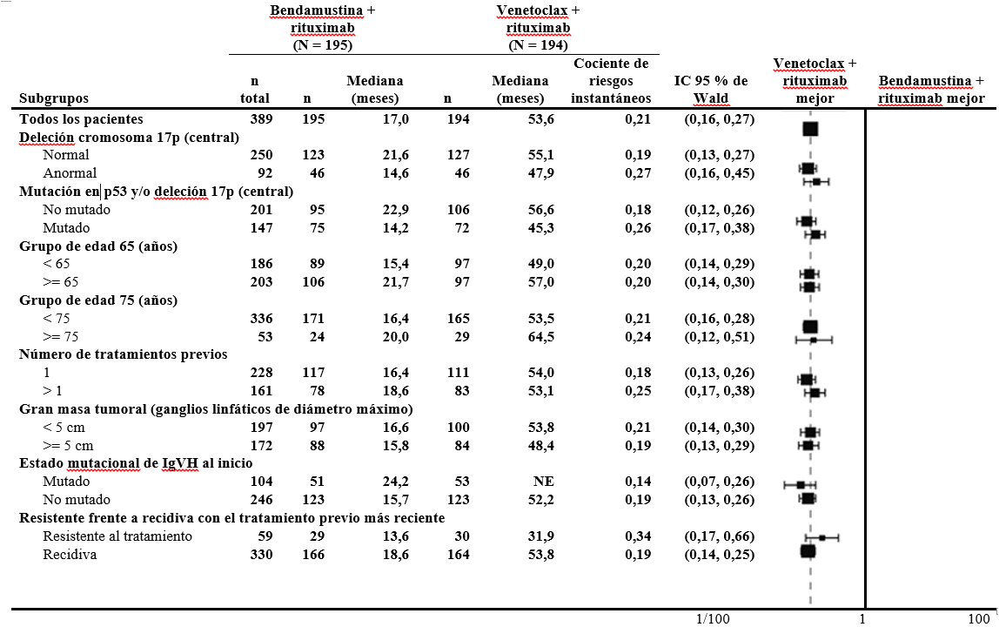 Bendamustina + rituximab (N = 195) Venetoclax + rituximab (N = 194)
Subgrupos n total n Mediana (meses) n Mediana (meses) Cociente de riesgos instantáneos IC 95 % de Wald Venetoclax + rituximab mejor Bendamustina + rituximab mejor
Todos los pacientes 389 195 17,0 194 53,6 0,21 (0,16, 0,27)
Deleción cromosoma 17p (central)
Normal 250 123 21,6 127 55,1 0,19 (0,13, 0,27)
Anormal 92 46 14,6 46 47,9 0,27 (0,16, 0,45)
Mutación en p53 y/o deleción 17p (central)
No mutado 201 95 22,9 106 56,6 0,18 (0,12, 0,26)
Mutado 147 75 14,2 72 45,3 0,26 (0,17, 0,38)
Grupo de edad 65 (años)
< 65 186 89 15,4 97 49,0 0,20 (0,14, 0,29)
>= 65 203 106 21,7 97 57,0 0,20 (0,14, 0,30)
Grupo de edad 75 (años)
< 75 336 171 16,4 165 53,5 0,21 (0,16, 0,28)
>= 75 53 24 20,0 29 64,5 0,24 (0,12, 0,51)
Número de tratamientos previos
1 228 117 16,4 111 54,0 0,18 (0,13, 0,26)
> 1 161 78 18,6 83 53,1 0,25 (0,17, 0,38)
Gran masa tumoral (ganglios linfáticos de diámetro máximo)
< 5 cm 197 97 16,6 100 53,8 0,21 (0,14, 0,30)
>= 5 cm 172 88 15,8 84 48,4 0,19 (0,13, 0,29)
Estado mutacional de IgVH al inicio
Mutado 104 51 24,2 53 NE 0,14 (0,07, 0,26)
No mutado 246 123 15,7 123 52,2 0,19 (0,13, 0,26)
Resistente frente a recidiva con el tratamiento previo más reciente
Resistente al tratamiento 59 29 13,6 30 31,9 0,34 (0,17, 0,66)
Recidiva 330 166 18,6 164 53,8 0,19 (0,14, 0,25)
1/100 1 100